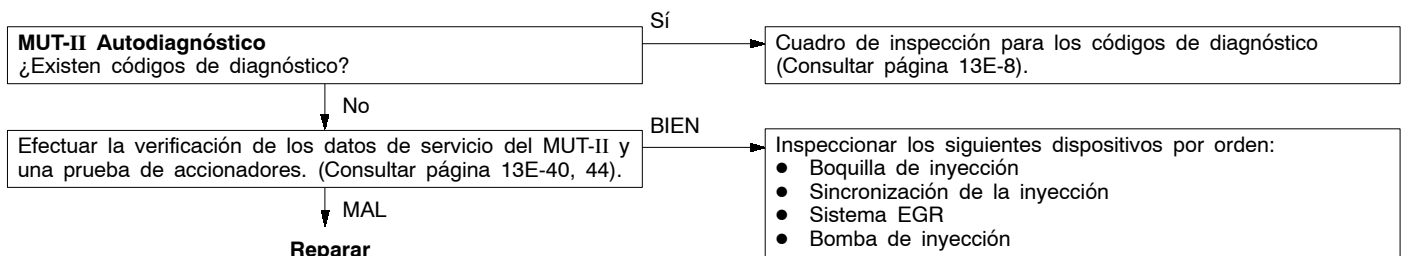 Sí
MUT-II Autodiagnóstico
¿Existen códigos de diagnóstico?
Cuadro de inspección para los códigos de diagnóstico
(Consultar página 13E-8).
No
BIEN
Efectuar la verificación de los datos de servicio del MUT-II y
una prueba de accionadores. (Consultar página 13E-40, 44).
Inspeccionar los siguientes dispositivos por orden:
● Boquilla de inyección
● Sincronización de la inyección
● Sistema EGR
● Bomba de inyección
MAL
Reparar